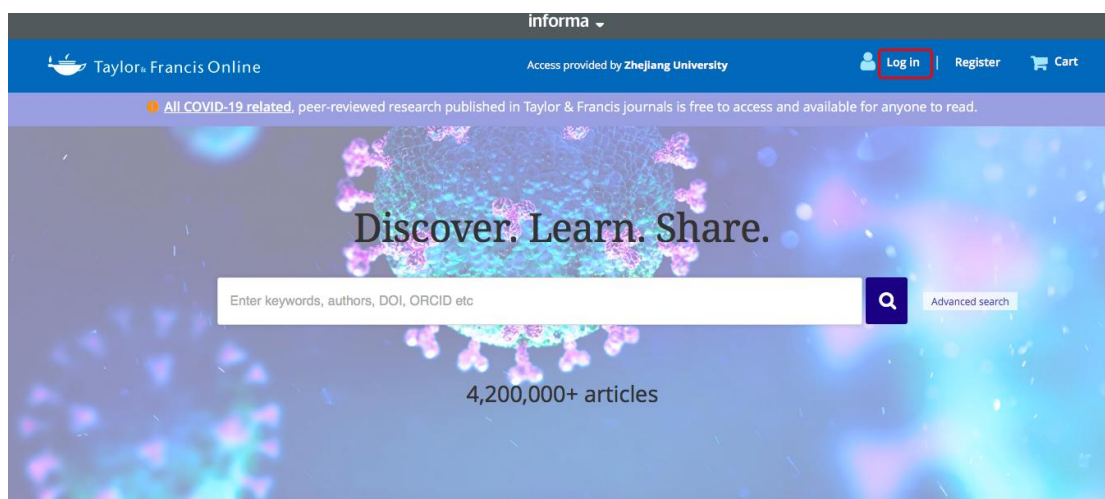 informa
Taylor & Francis Online
Access provided by Zhejiang University
Log in | Register
Cart
All COVID-19 related, peer-reviewed research published in Taylor & Francis journals is free to access and available for anyone to read.
Discover. Learn. Share.
Enter keywords, authors, DOI, ORCID etc
Advanced search
4,200,000+ articles